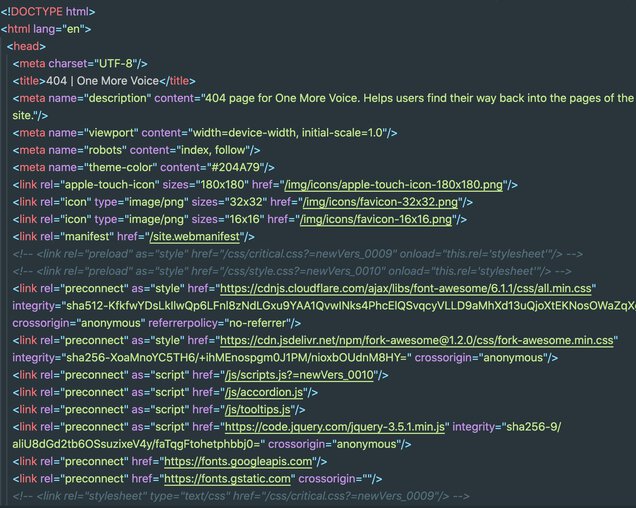 <!DOCTYPE html>
<html lang="en">
<head>
<meta charset="UTF-8"/>
<title>404 | One More Voice</title>
<meta name="description" content="404 page for One More Voice. Helps users find their way back into the pages of the
site."/>
<meta name="viewport" content="width=device-width, initial-scale=1.0"/>
<meta name="robots" content="index, follow"/>
<meta name="theme-color" content="#204A79"/>
<link rel="apple-touch-icon" sizes="180x180" href="/img/icons/apple-touch-icon-180x180.png"/>
<link rel="icon" type="image/png" sizes="32x32" href="/img/icons/favicon-32x32.png"/>
<link rel="icon" type="image/png" sizes="16x16" href="/img/icons/favicon-16x16.png"/>
<link rel="manifest" href="/site.webmanifest"/>
<!-- <link rel="preload" as="style" href="/css/critical.css?=newVers_0009" onload="this.rel='stylesheet'"/> -->
<!-- <link rel="preload" as="style" href="/css/style.css?=newVers_0010" onload="this.rel='stylesheet'"/> -->
<link rel="preconnect" as="style" href="https://cdnjs.cloudflare.com/ajax/libs/font-awesome/6.1.1/css/all.min.css"
integrity="sha512-KfkfwYDsLkIlwQp6LFnl8zNdLGxu9YAA1QvwINks4PhcElQSvqcyVLLD9aMhXd13uQjoXtEKNosOWaZqXg
crossorigin="anonymous" referrerpolicy="no-referrer"/>
<link rel="preconnect" as="style" href="https://cdn.jsdelivr.net/npm/fork-awesome@1.2.0/css/fork-awesome.min.css"
integrity="sha256-XoaMnoYC5TH6/+ihMEnospgm0J1PM/nioxbOUdnM8HY=" crossorigin="anonymous"/>
<link rel="preconnect" as="script" href="/js/scripts.js?=newVers_0010"/>
<link rel="preconnect" as="script" href="/js/accordion.js"/>
<link rel="preconnect" as="script" href="/js/tooltips.js"/>
<link rel="preconnect" as="script" href="https://code.jquery.com/jquery-3.5.1.min.js" integrity="sha256-9/
aliU8dGd2tb6OSsuzixeV4y/faTqgFtohetphbbj0=" crossorigin="anonymous"/>
<link rel="preconnect" href="https://fonts.googleapis.com"/>
<link rel="preconnect" href="https://fonts.gstatic.com" crossorigin=""/>
<!-- <link rel="stylesheet" type="text/css" href="/css/critical.css?=newVers_0009"/> -->